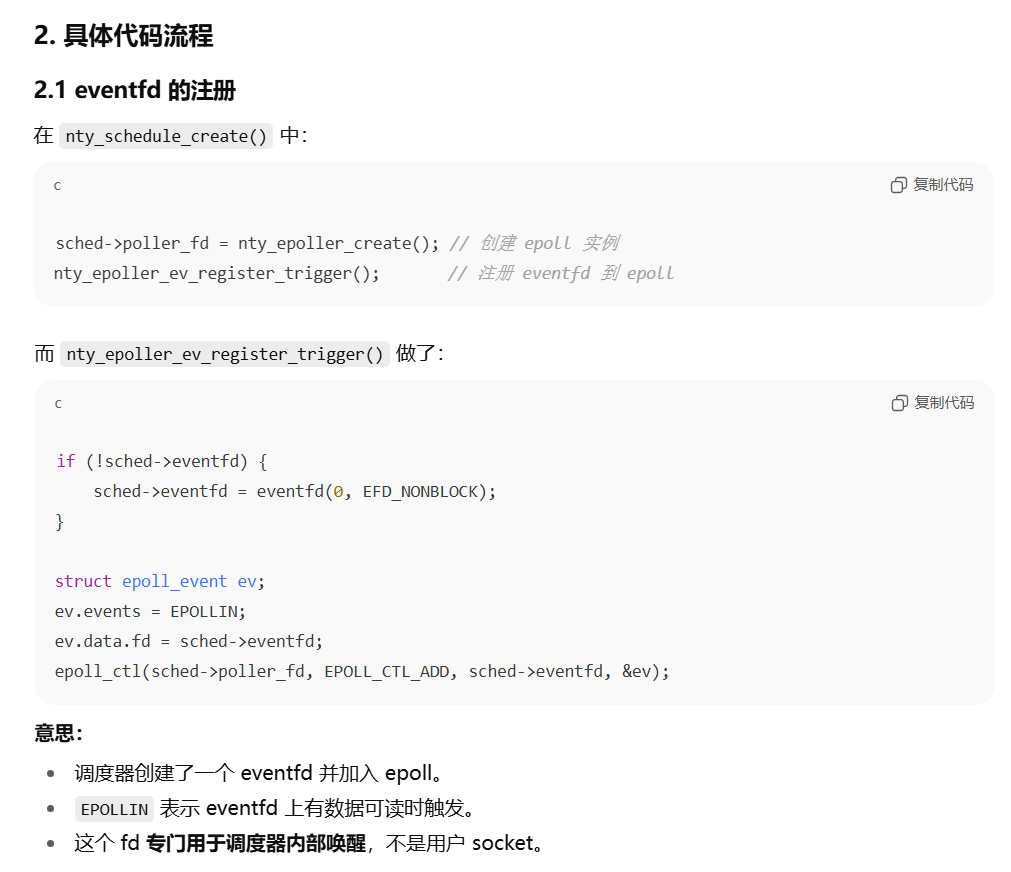 2. 具体代码流程
2.1 eventfd 的注册
在 nty_schedule_create() 中：
c 复制代码
sched->poller_fd = nty_epoller_create(); // 创建 epoll 实例
nty_epoller_ev_register_trigger();       // 注册 eventfd 到 epoll
而 nty_epoller_ev_register_trigger() 做了：
c 复制代码
if (!sched->eventfd) {
    sched->eventfd = eventfd(0, EFD_NONBLOCK);
}
struct epoll_event ev;
ev.events = EPOLLIN;
ev.data.fd = sched->eventfd;
epoll_ctl(sched->poller_fd, EPOLL_CTL_ADD, sched->eventfd, &ev);
意思：
• 调度器创建了一个 eventfd 并加入 epoll。
• EPOLLIN 表示 eventfd 上有数据可读时触发。
• 这个 fd 专门用于调度器内部唤醒，不是用户 socket。